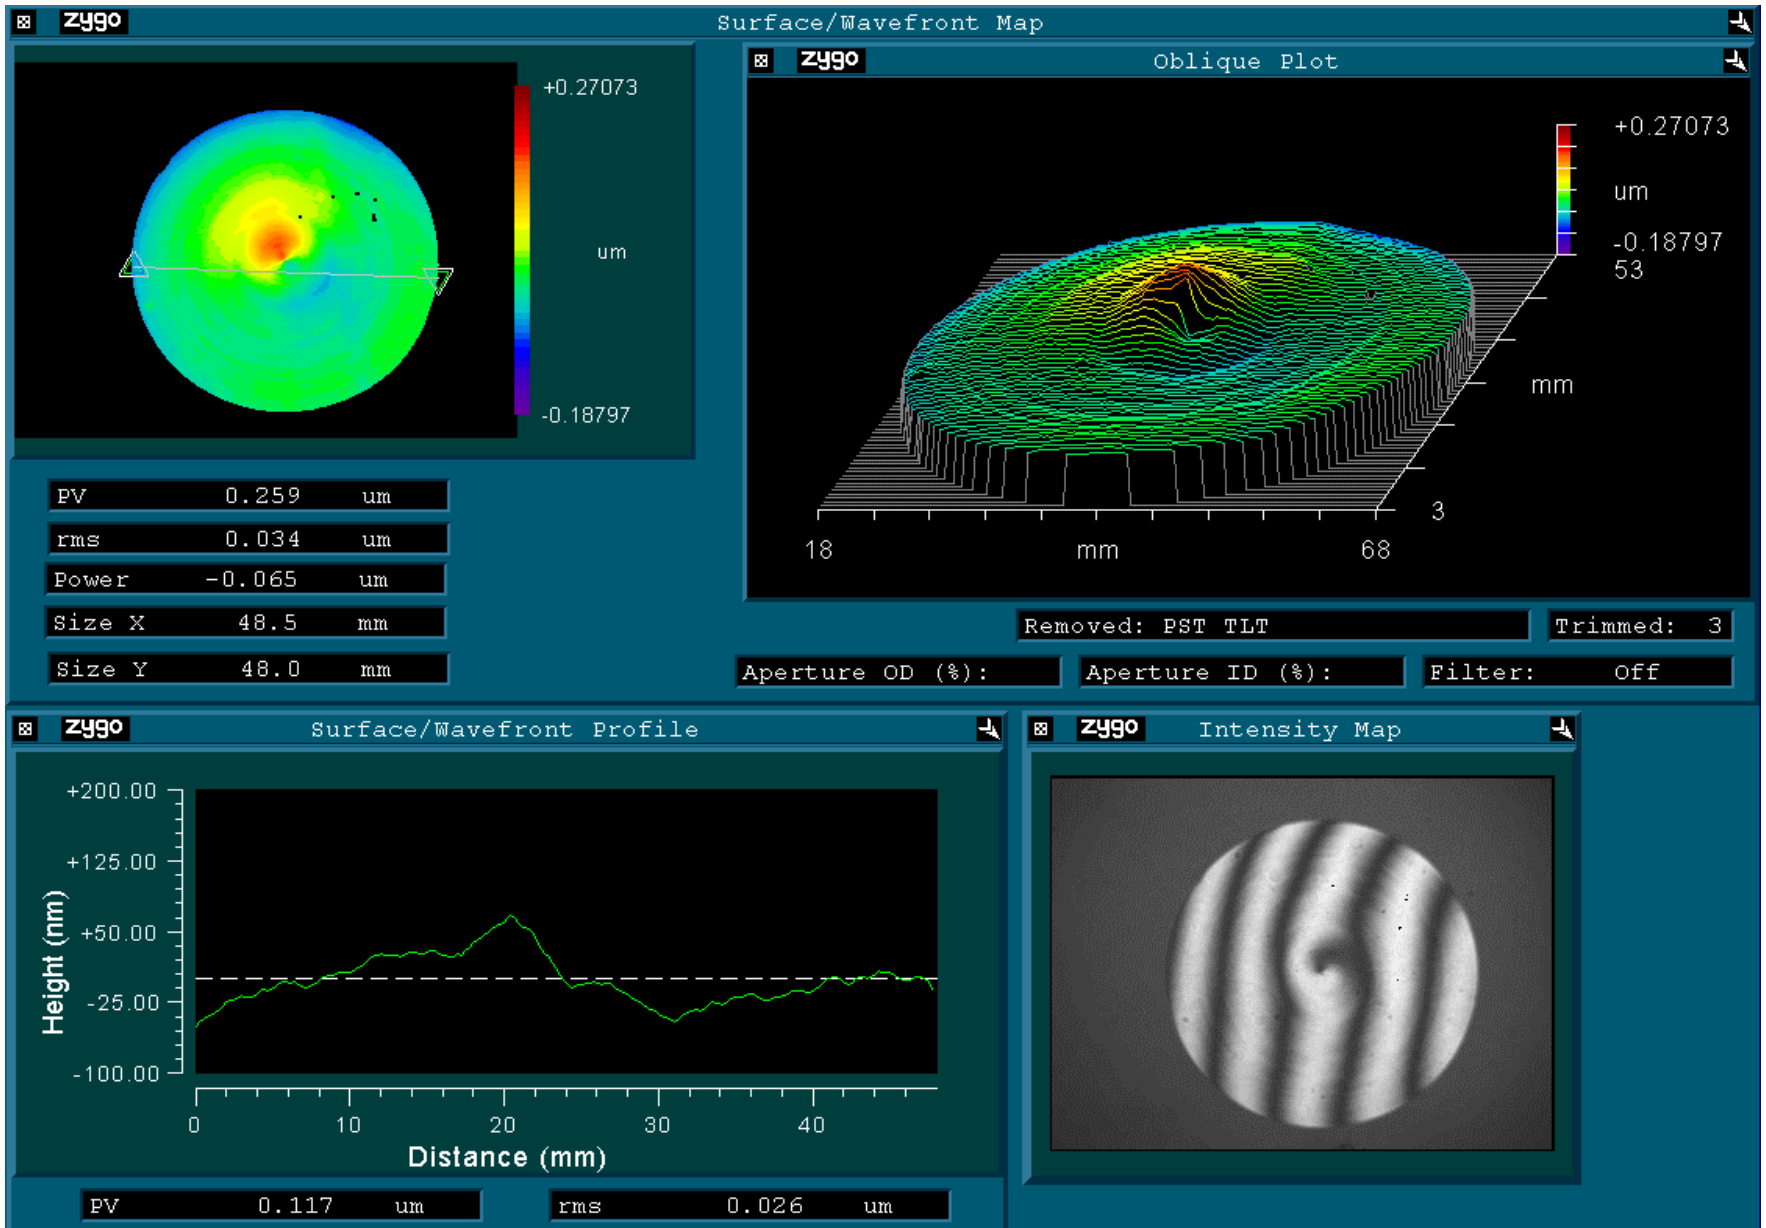 zygo Surface/Wavefront Map
+0.27073
um
-0.18797
zygo Oblique Plot
+0.27073
um
-0.18797
53
mm
3
18 mm 68
PV 0.259 um
rms 0.034 um
Power -0.065 um
Size X 48.5 mm
Size Y 48.0 mm
Removed: PST TLT
Trimmed: 3
Aperture OD (%):
Aperture ID (%):
Filter: Off
zygo Surface/Wavefront Profile
+200.00
+125.00
+50.00
-25.00
-100.00
Height (nm)
0 10 20 30 40
Distance (mm)
PV 0.117 um
rms 0.026 um
zygo Intensity Map